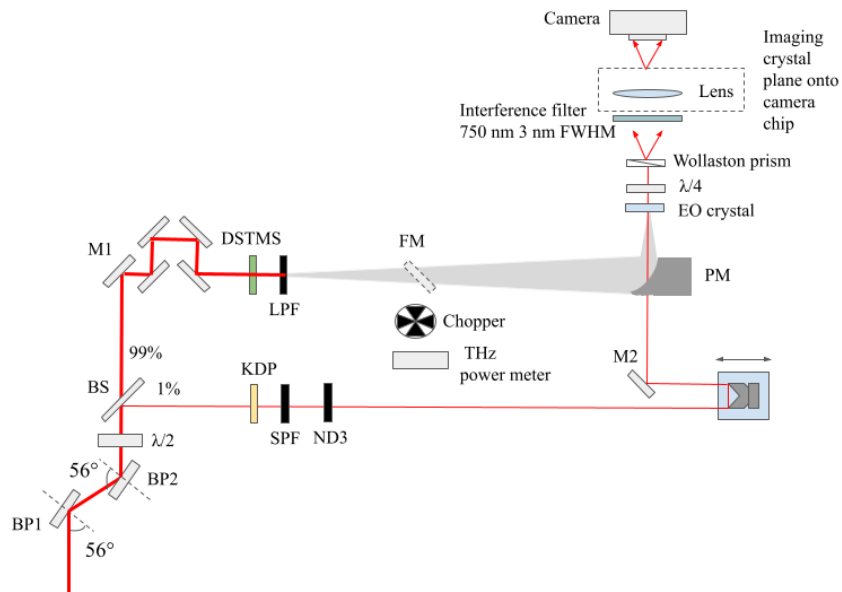 Camera
Imaging
crystal
plane onto
camera
chip
Lens
Interference filter
750 nm 3 nm FWHM
Wollaston prism
λ/4
EO crystal
M1
DSTMS
FM
PM
LPF
Chopper
THz
power meter
M2
99%
BS
1%
KDP
SPF
ND3
λ/2
56°
BP2
BP1
56°